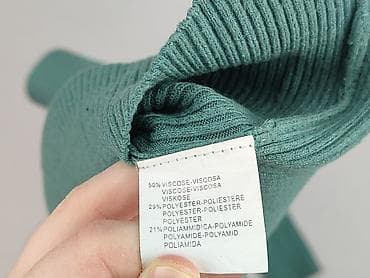 50% VISCOSE-VISCOSA
VISCOSE-VISCOSA
VISKOSE
29% POLYESTER-POLIESTERE
POLYESTER-POLIESTER
POLYESTER
21% POLIAMMIDICA-POLYAMIDE
POLYAMIDE-POLYAMID
POLIAMIDA